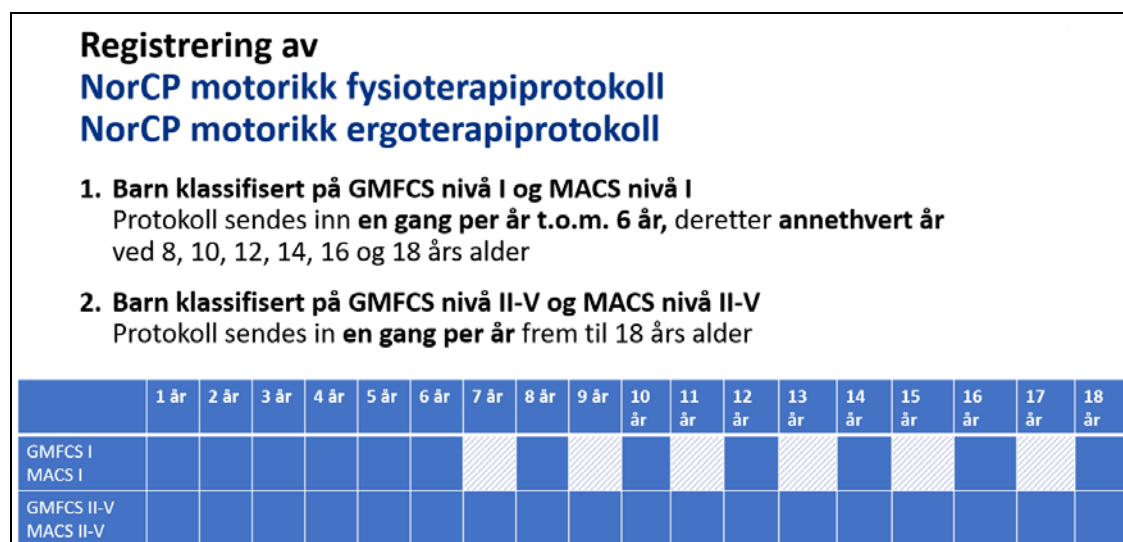 Registrering av
NorCP motorikk fysioterapiprotokoll
NorCP motorikk ergoterapiprotokoll
1. Barn klassifisert på GMFCS nivå I og MACS nivå I
Protokoll sendes inn en gang per år t.o.m. 6 år, deretter annethvert år
ved 8, 10, 12, 14, 16 og 18 års alder
2. Barn klassifisert på GMFCS nivå II-V og MACS nivå II-V
Protokoll sendes in en gang per år frem til 18 års alder
1 år 2 år 3 år 4 år 5 år 6 år 7 år 8 år 9 år 10 år 11 år 12 år 13 år 14 år 15 år 16 år 17 år 18 år
GMFCS I
MACS I
GMFCS II-V
MACS II-V